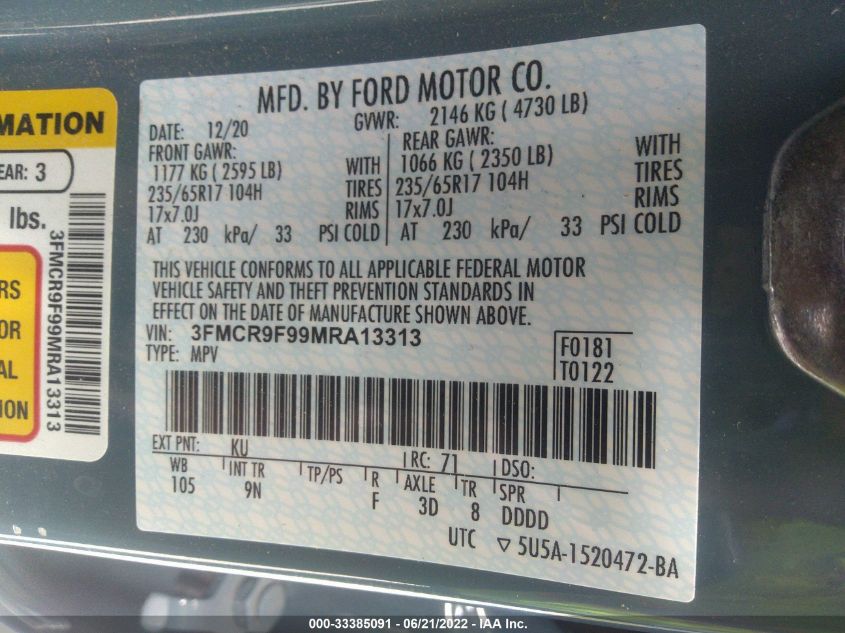 MATION
EAR: 3
lbs.
3FMCR9F99MRA13313
RS
OR
AL
ION
MFD. BY FORD MOTOR CO.
DATE: 12/20 GVWR: 2146 KG ( 4730 LB)
FRONT GAWR: REAR GAWR:
1177 KG ( 2595 LB) WITH 1066 KG ( 2350 LB) WITH
235/65R17 104H TIRES 235/65R17 104H TIRES
17x7.0J RIMS 17x7.0J RIMS
AT 230 kPa/ 33 PSI COLD AT 230 kPa/ 33 PSI COLD
THIS VEHICLE CONFORMS TO ALL APPLICABLE FEDERAL MOTOR
VEHICLE SAFETY AND THEFT PREVENTION STANDARDS IN
EFFECT ON THE DATE OF MANUFACTURE SHOWN ABOVE.
VIN: 3FMCR9F99MRA13313
TYPE: MPV
F0181
T0122
EXT PNT: KU RC: 71 DSO:
WB INT TR TP/PS R AXLE TR SPR
105 9N F 3D 8 DDDD
UTC ▽ 5U5A-1520472-BA
000-33385091 - 06/21/2022 - IAA Inc.